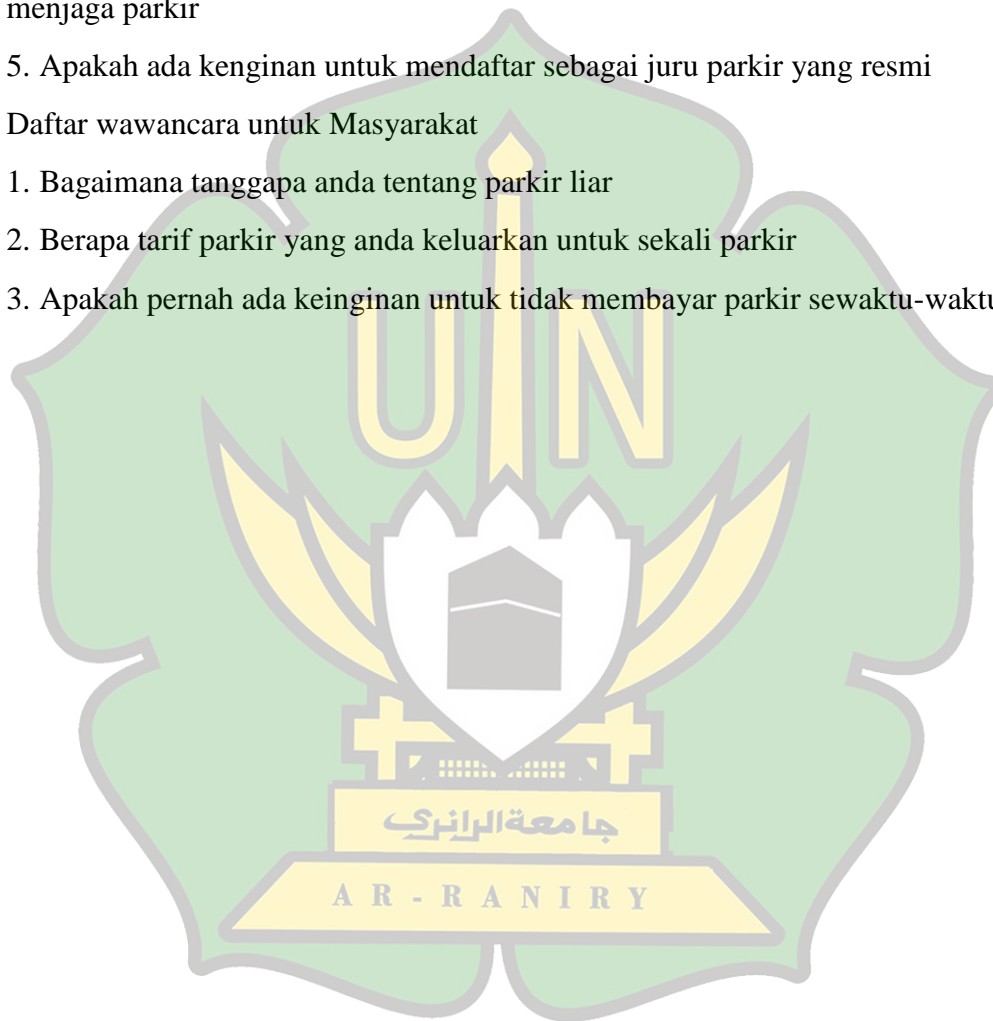 menjaga parkir
5. Apakah ada kenginan untuk mendaftar sebagai juru parkir yang resmi
Daftar wawancara untuk Masyarakat
1. Bagaimana tanggapa anda tentang parkir liar
2. Berapa tarif parkir yang anda keluarkan untuk sekali parkir
3. Apakah pernah ada keinginan untuk tidak membayar parkir sewaktu-waktu
UIN
جامعة الرانري
AR-RANIRY